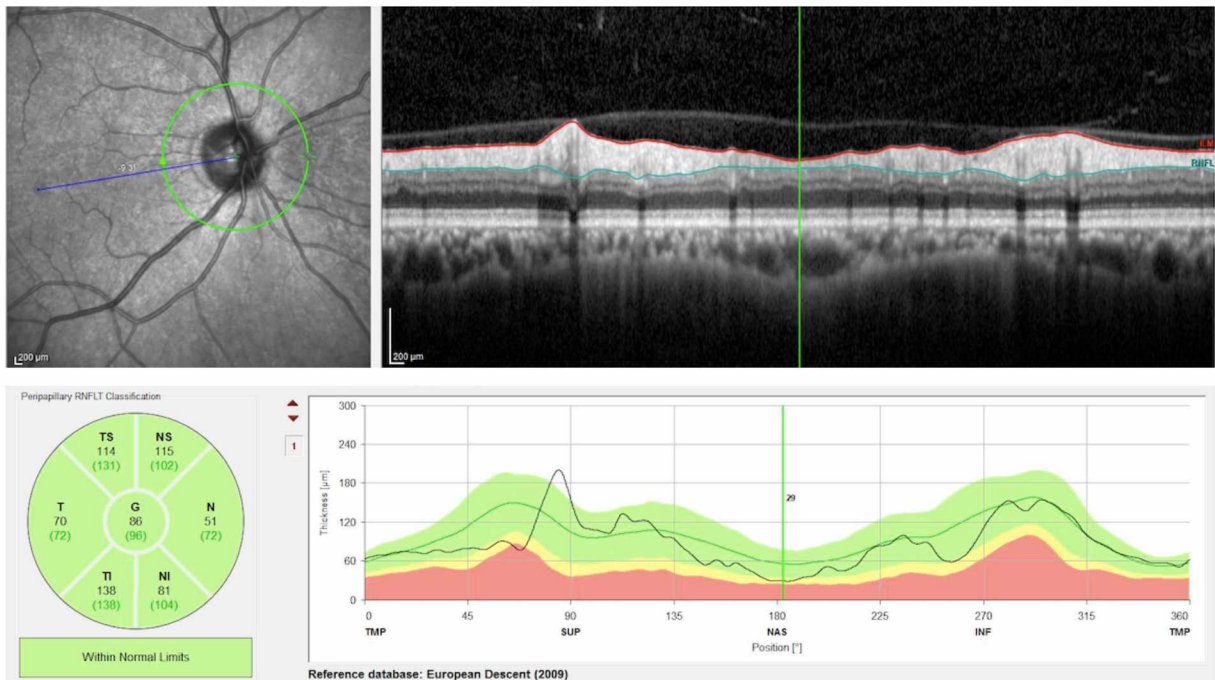 -9.3°
200 µm
ILM
RNFL
200 µm
Peripapillary RNFLT Classification
TS
114
(131)
NS
115
(102)
T
70
(72)
G
86
(96)
N
51
(72)
TI
138
(138)
NI
81
(104)
Within Normal Limits
1
Thickness [µm]
300
240
180
120
60
0
29
0 45 90 135 180 225 270 315 360
TMP SUP NAS INF TMP
Position [°]
Reference database: European Descent (2009)